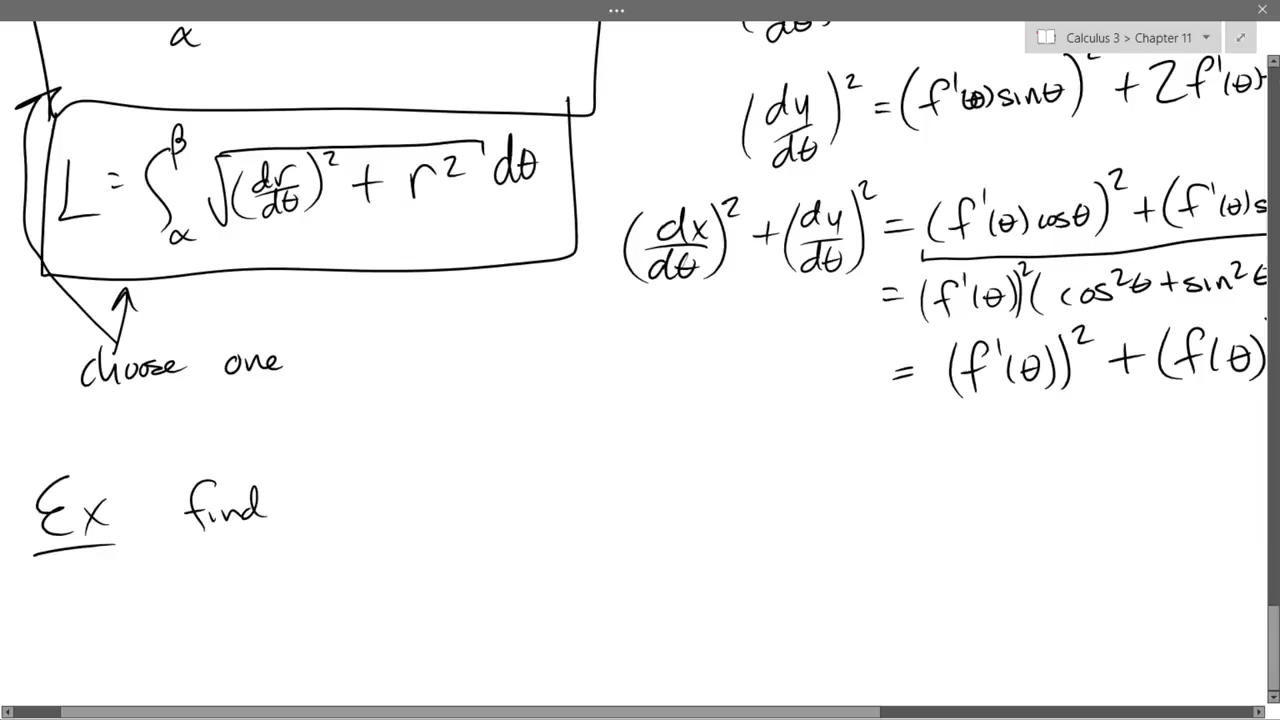 ...
Calculus 3 > Chapter 11
α
(dy/dθ)² = (f'(θ) sinθ)² + 2f'(θ)
L = ∫_α^β √((dr/dθ)² + r²) dθ
(dx/dθ)² + (dy/dθ)² = (f'(θ) cosθ)² + (f'(θ) s
= (f'(θ))² (cos²θ + sin²θ
= (f'(θ))² + (f(θ)
choose one
Ex find